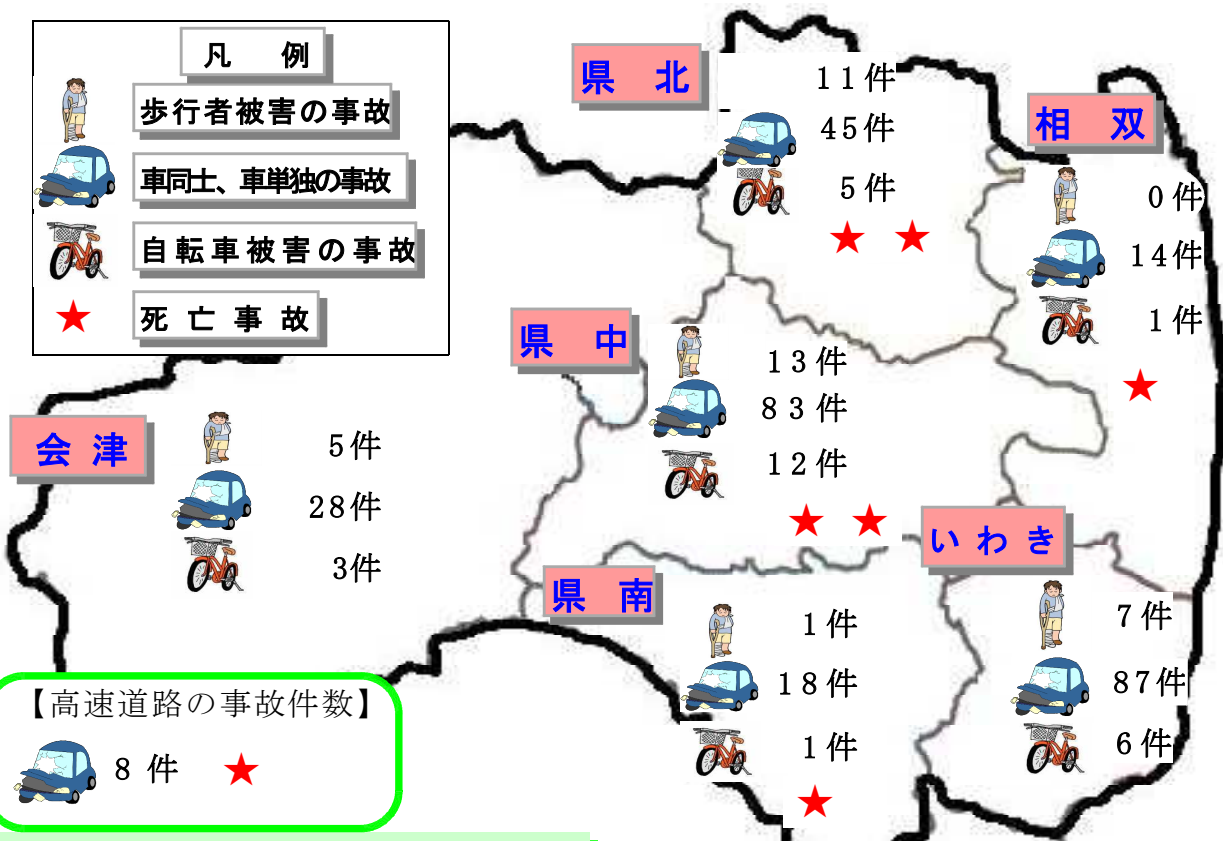 凡 例
歩行者被害の事故
車同士、車単独の事故
自転車被害の事故
死亡事故
県 北
11件
45件
5件
相 双
0件
14件
1件
県 中
13件
83件
12件
会津
5件
28件
3件
いわき
7件
87件
6件
県 南
1件
18件
1件
【高速道路の事故件数】
8 件